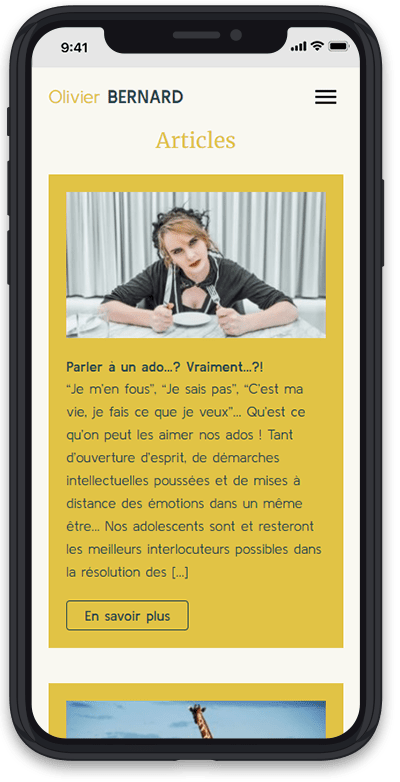 9:41
Olivier BERNARD
Articles
Parler à un ado...? Vraiment...?!
“Je m'en fous”, “Je sais pas”, “C'est ma
vie, je fais ce que je veux”... Qu'est ce
qu'on peut les aimer nos ados ! Tant
d'ouverture d'esprit, de démarches
intellectuelles poussées et de mises à
distance des émotions dans un même
être... Nos adolescents sont et resteront
les meilleurs interlocuteurs possibles dans
la résolution des [...]
En savoir plus